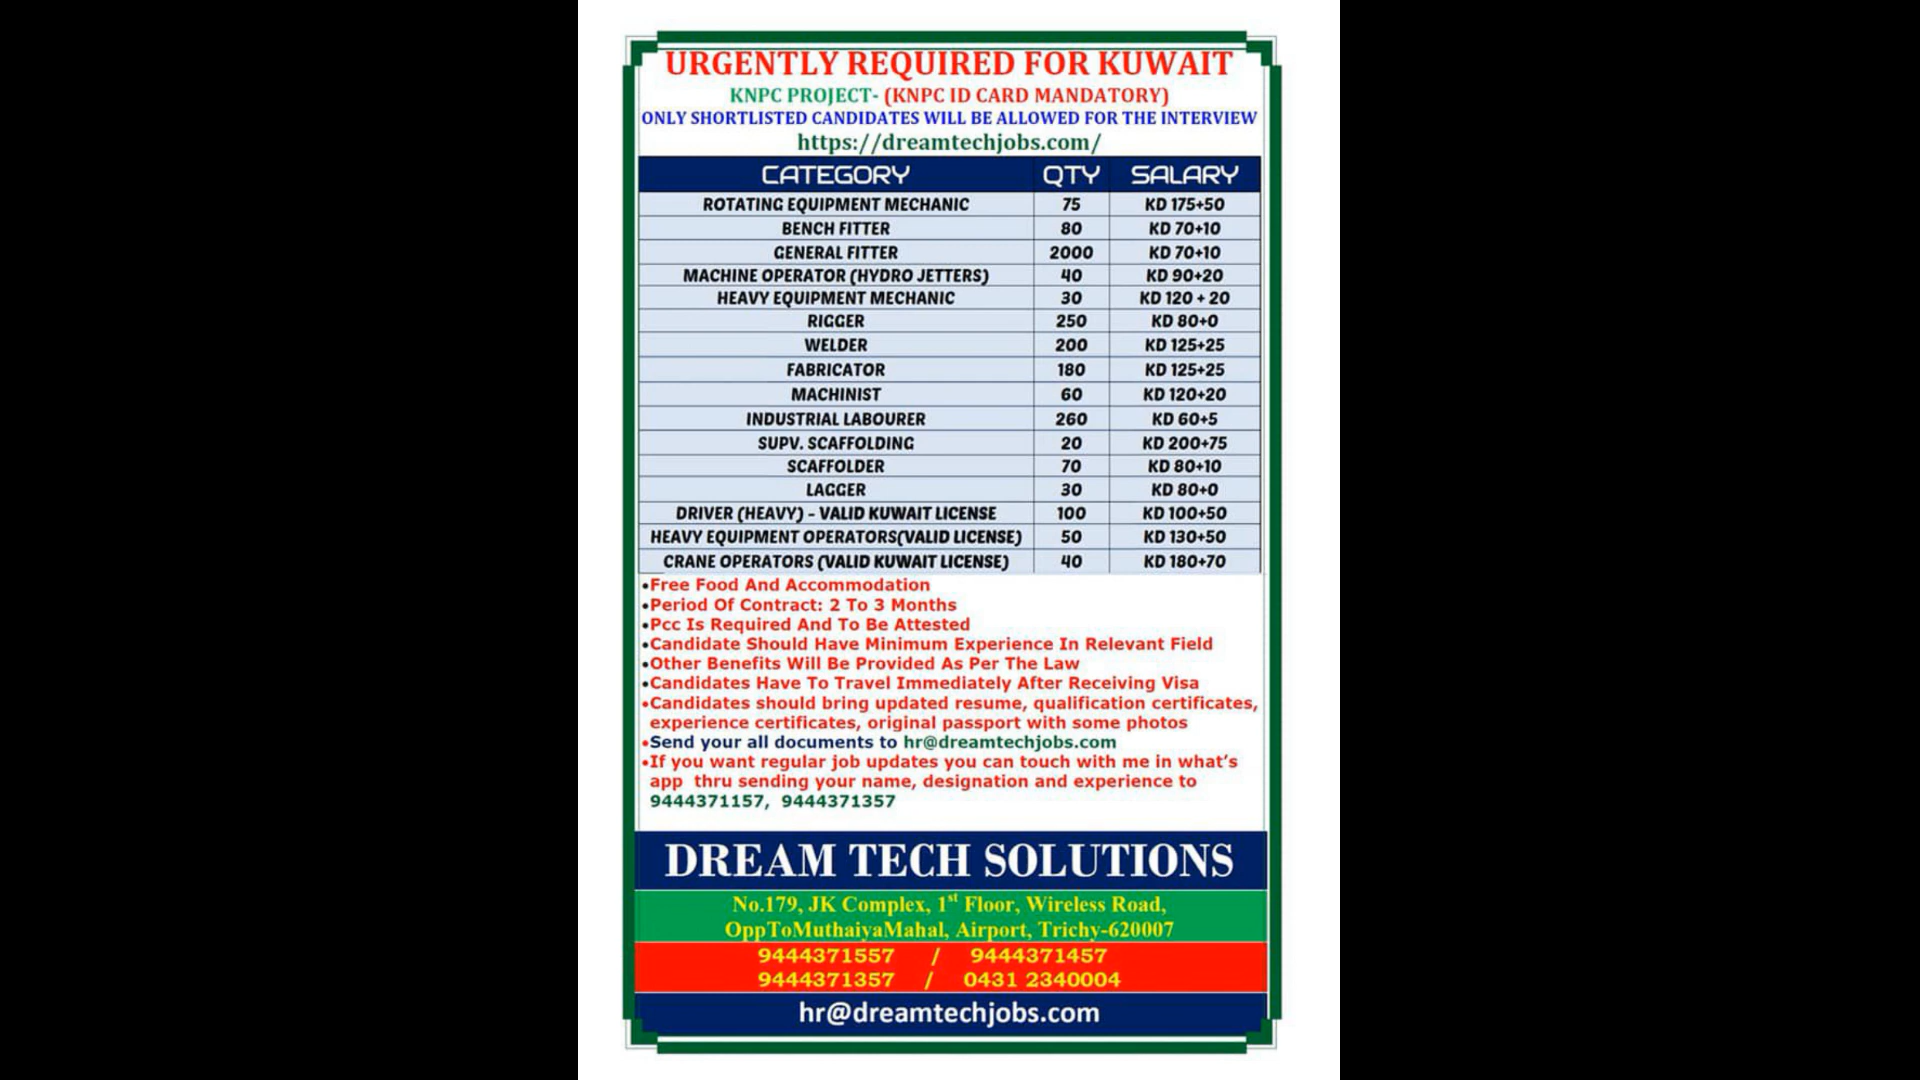 URGENTLY REQUIRED FOR KUWAIT
KNPC PROJECT- (KNPC ID CARD MANDATORY)
ONLY SHORTLISTED CANDIDATES WILL BE ALLOWED FOR THE INTERVIEW
https://dreamtechjobs.com/
CATEGORY QTY SALARY
ROTATING EQUIPMENT MECHANIC 75 KD 175+50
BENCH FITTER 80 KD 70+10
GENERAL FITTER 2000 KD 70+10
MACHINE OPERATOR (HYDRO JETTERS) 40 KD 90+20
HEAVY EQUIPMENT MECHANIC 30 KD 120 + 20
RIGGER 250 KD 80+0
WELDER 200 KD 125+25
FABRICATOR 180 KD 125+25
MACHINIST 60 KD 120+20
INDUSTRIAL LABOURER 260 KD 60+5
SUPV. SCAFFOLDING 20 KD 200+75
SCAFFOLDER 70 KD 80+10
LAGGER 30 KD 80+0
DRIVER (HEAVY) - VALID KUWAIT LICENSE 100 KD 100+50
HEAVY EQUIPMENT OPERATORS(VALID LICENSE) 50 KD 130+50
CRANE OPERATORS (VALID KUWAIT LICENSE) 40 KD 180+70
•Free Food And Accommodation
•Period Of Contract: 2 To 3 Months
•Pcc Is Required And To Be Attested
•Candidate Should Have Minimum Experience In Relevant Field
•Other Benefits Will Be Provided As Per The Law
•Candidates Have To Travel Immediately After Receiving Visa
•Candidates should bring updated resume, qualification certificates,
experience certificates, original passport with some photos
•Send your all documents to hr@dreamtechjobs.com
•If you want regular job updates you can touch with me in what's
app thru sending your name, designation and experience to
9444371157, 9444371357
DREAM TECH SOLUTIONS
No.179, JK Complex, 1st Floor, Wireless Road,
OppToMuthaiyaMahal, Airport, Trichy-620007
9444371557 / 9444371457
9444371357 / 0431 2340004
hr@dreamtechjobs.com